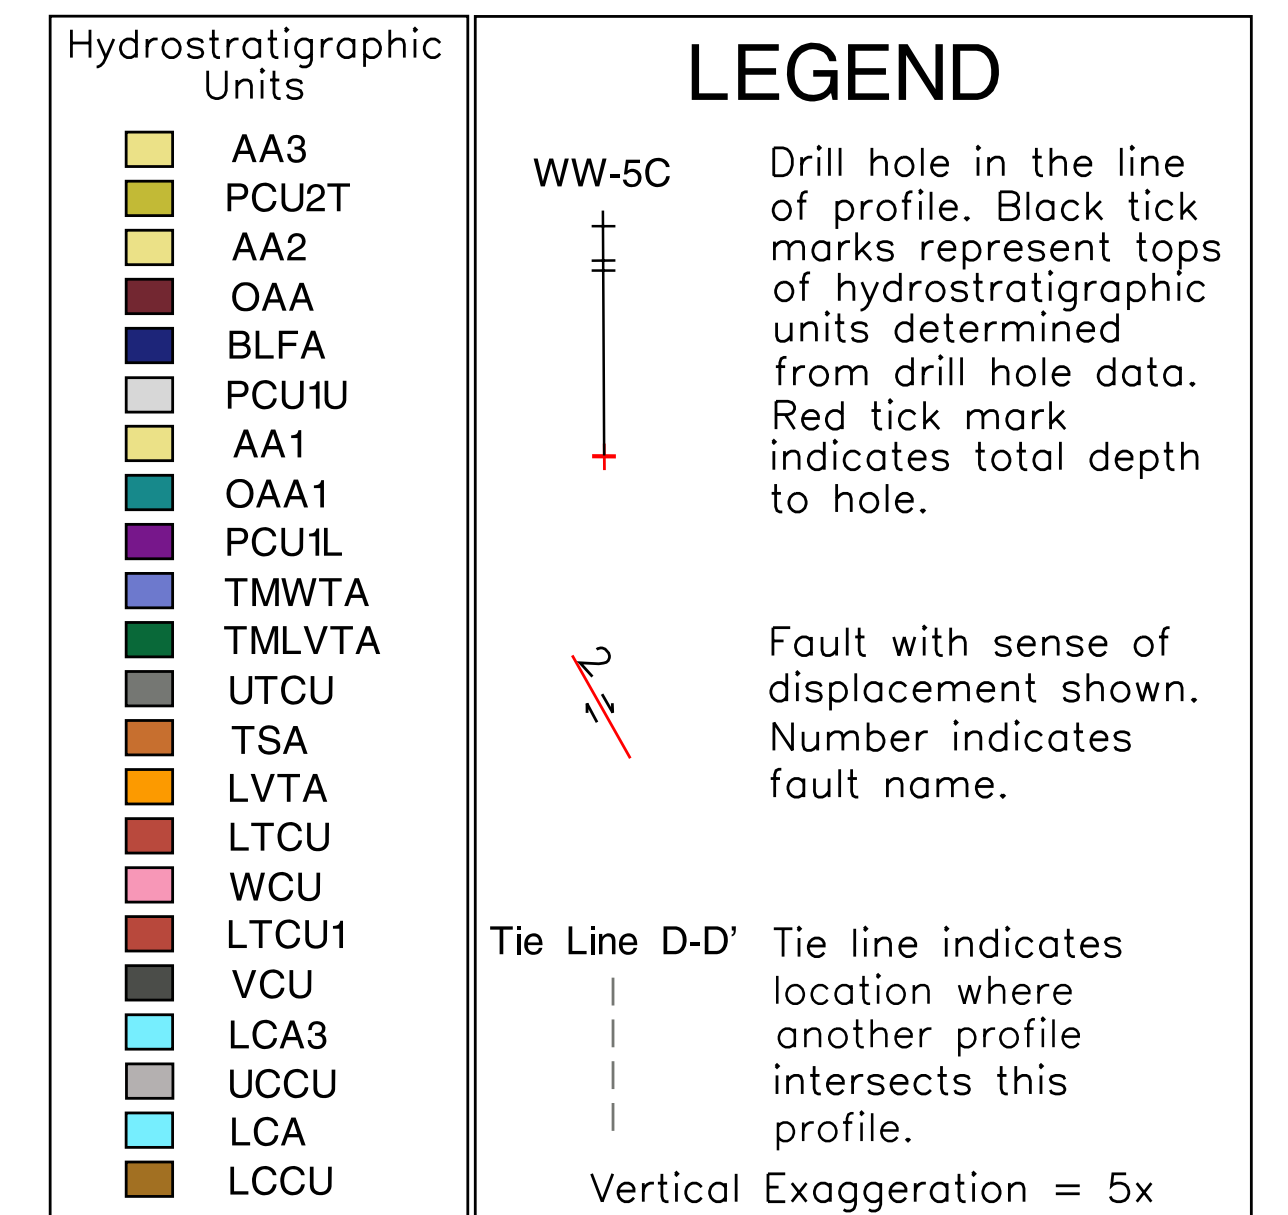 Hydrostratigraphic
Units
AA3
PCU2T
AA2
OAA
BLFA
PCU1U
AA1
OAA1
PCU1L
TMWTA
TMLVTA
UTCU
TSA
LVTA
LTCU
WCU
LTCU1
VCU
LCA3
UCCU
LCA
LCCU
LEGEND
WW-5C
Drill hole in the line
of profile. Black tick
marks represent tops
of hydrostratigraphic
units determined
from drill hole data.
Red tick mark
indicates total depth
to hole.
2
Fault with sense of
displacement shown.
Number indicates
fault name.
Tie Line D-D'
Tie line indicates
location where
another profile
intersects this
profile.
Vertical Exaggeration = 5x